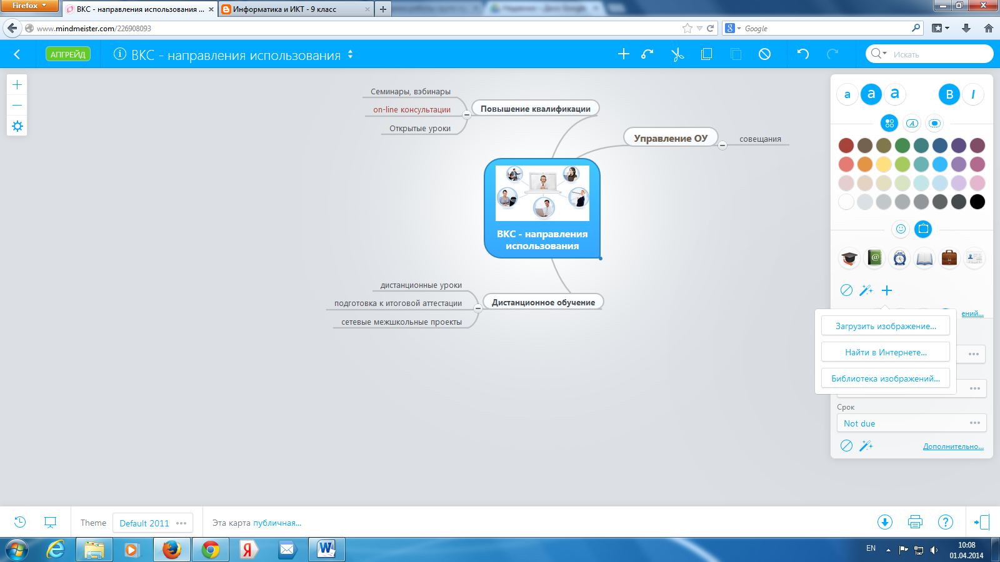 Firefox
ВКС - направления использования ...
Информатика и ИКТ - 9 класс
www.mindmeister.com/226908093
Google
АПГРЕЙД
ВКС - направления использования
Искать
Семинары, вэбинары
on-line консультации
Открытые уроки
Повышение квалификации
Управление ОУ
совещания
ВКС - направления
использования
дистанционные уроки
подготовка к итоговой аттестации
сетевые межшкольные проекты
Дистанционное обучение
a a a B I
A
ений...
Загрузить изображение...
Найти в Интернете...
Библиотека изображений...
Срок
Not due
Дополнительно...
Theme
Default 2011
Эта карта публичная...
EN
10:08
01.04.2014